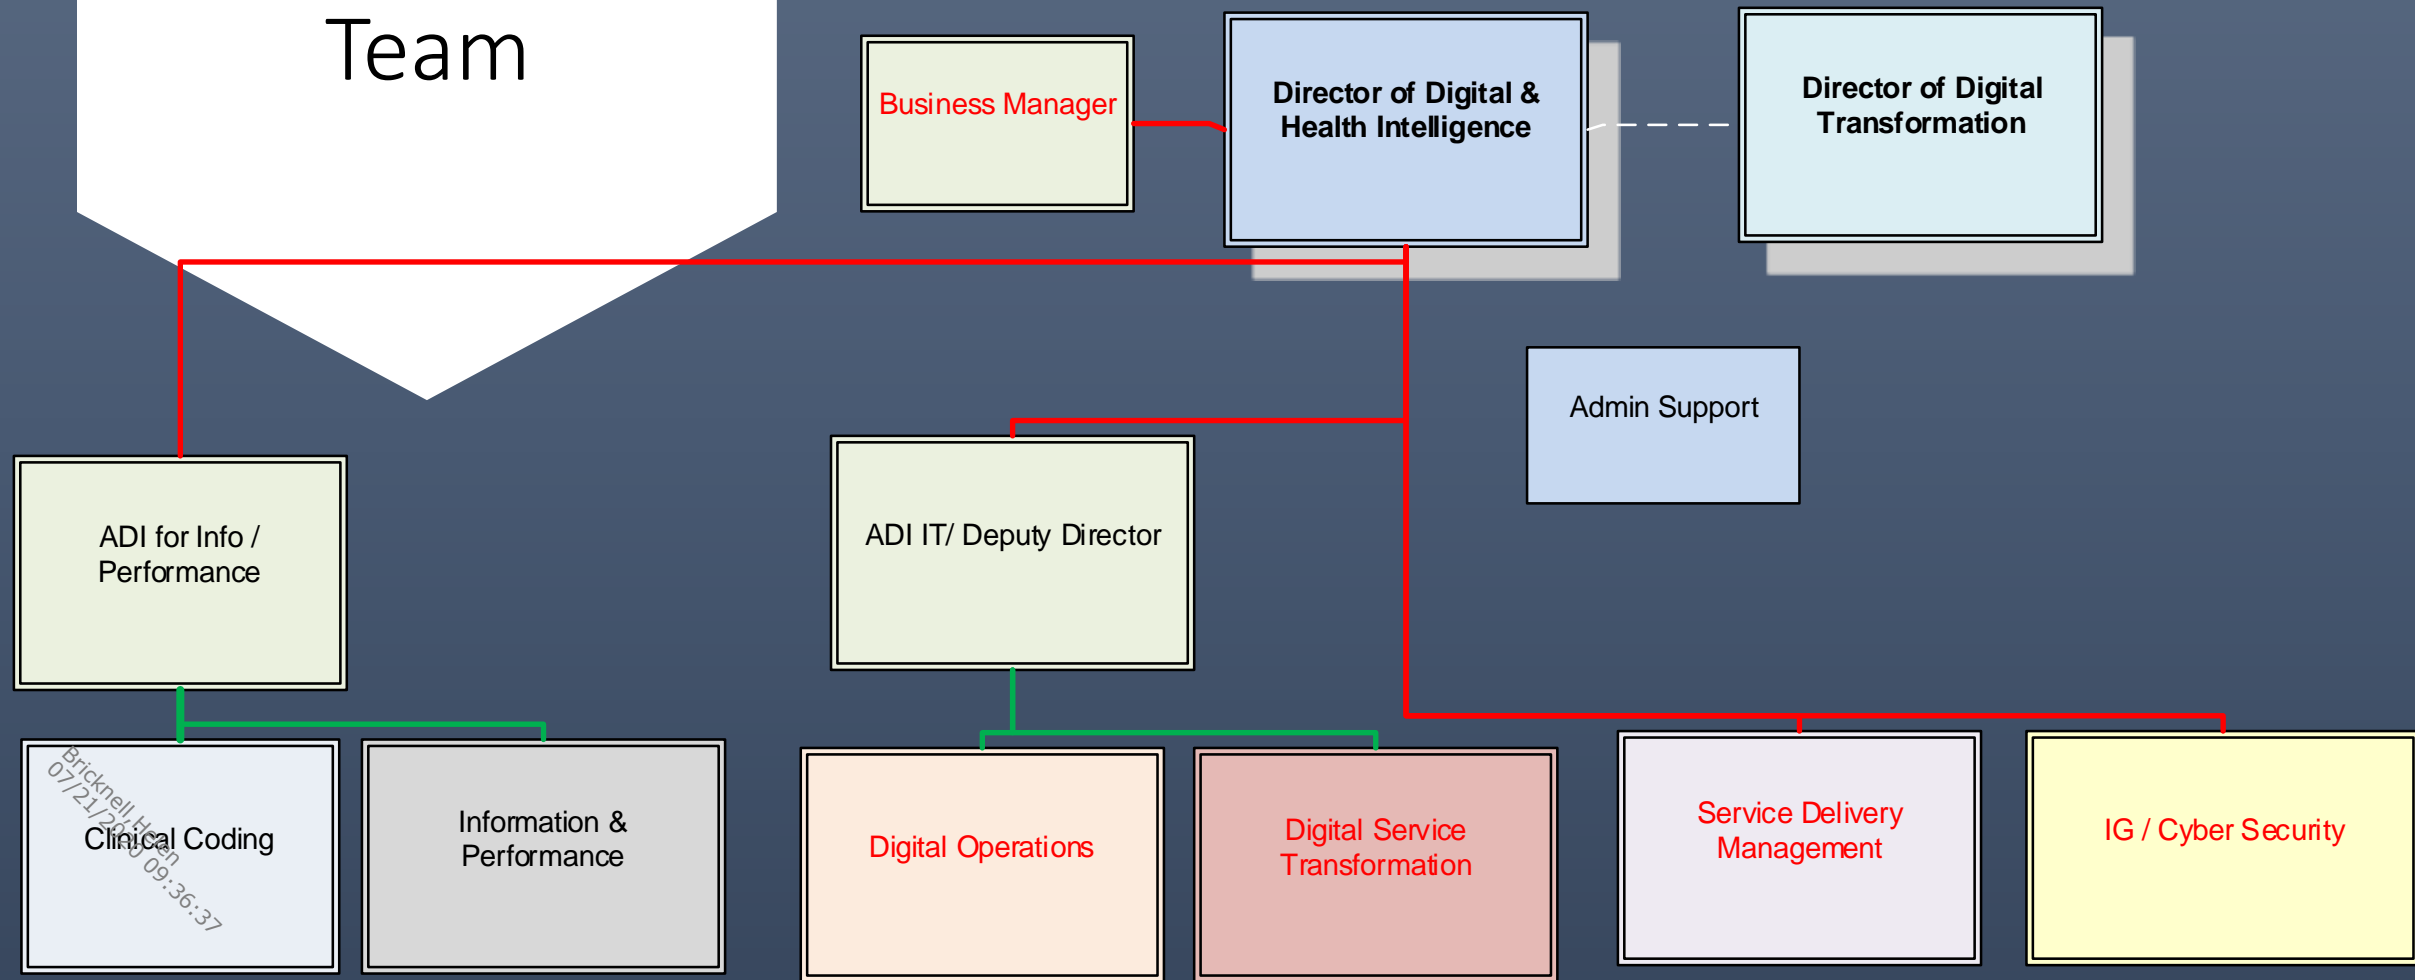 Team
Business Manager
Director of Digital &
Health Intelligence
Director of Digital
Transformation
Admin Support
ADI for Info /
Performance
ADI IT/ Deputy Director
Bricknell,Helen
07/21/2020 09:36:37
Clinical Coding
Information &
Performance
Digital Operations
Digital Service
Transformation
Service Delivery
Management
IG / Cyber Security